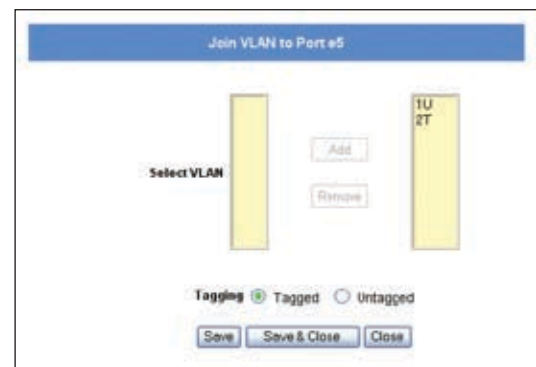 Join VLAN to Port e5
1U
2T
Add
Select VLAN
Remove
Tagging Tagged Untagged
Save Save & Close Close